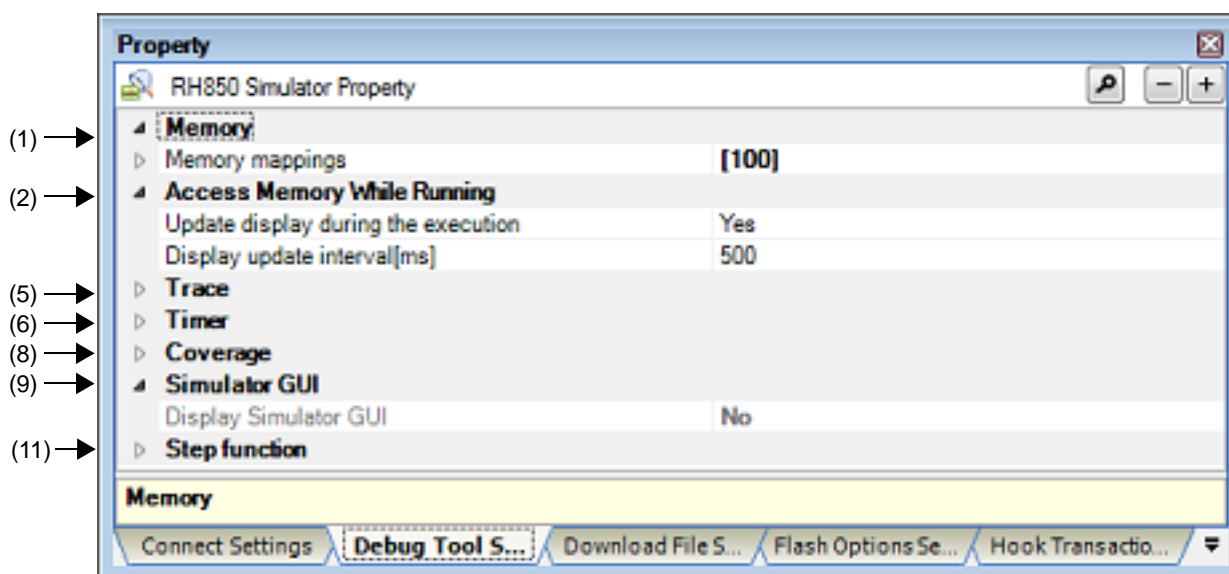 Property
RH850 Simulator Property
(1) Memory
Memory mappings [100]
(2) Access Memory While Running
Update display during the execution Yes
Display update interval[ms] 500
(5) Trace
(6) Timer
(8) Coverage
(9) Simulator GUI
Display Simulator GUI No
(11) Step function
Memory
Connect Settings Debug Tool S... Download File S... Flash Options Se... Hook Transactio...